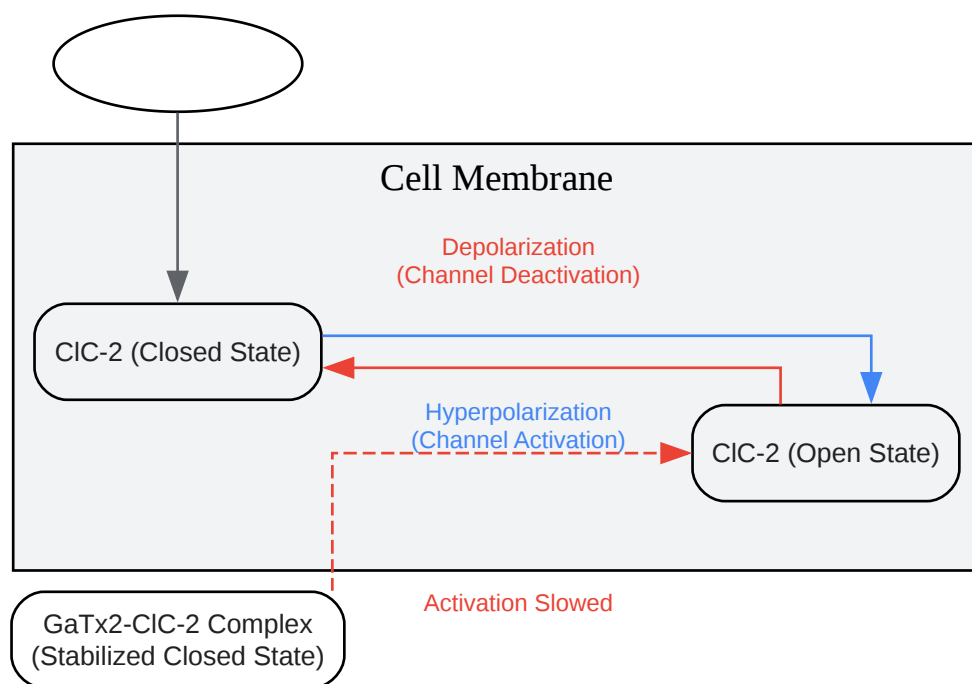 Cell Membrane
Depolarization
(Channel Deactivation)
ClC-2 (Closed State)
Hyperpolarization
(Channel Activation)
ClC-2 (Open State)
Activation Slowed
GaTx2-ClC-2 Complex
(Stabilized Closed State)